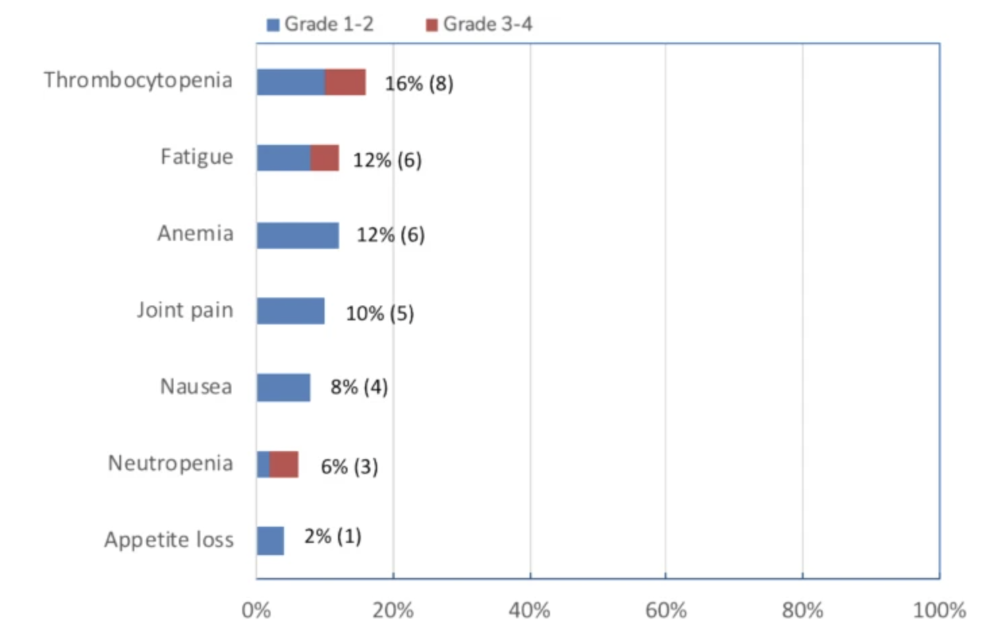 Grade 1-2 Grade 3-4
Thrombocytopenia 16% (8)
Fatigue 12% (6)
Anemia 12% (6)
Joint pain 10% (5)
Nausea 8% (4)
Neutropenia 6% (3)
Appetite loss 2% (1)
0% 20% 40% 60% 80% 100%